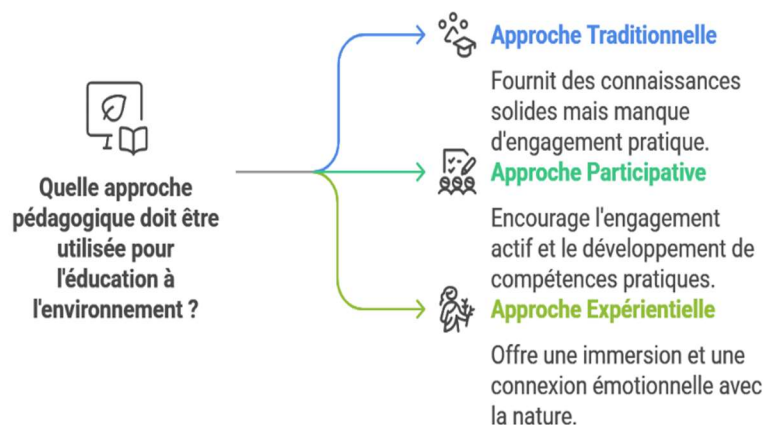 Quelle approche
pédagogique doit être
utilisée pour
l'éducation à
l'environnement ?
Approche Traditionnelle
Fournit des connaissances
solides mais manque
d'engagement pratique.
Approche Participative
Encourage l'engagement
actif et le développement de
compétences pratiques.
Approche Expérientielle
Offre une immersion et une
connexion émotionnelle avec
la nature.